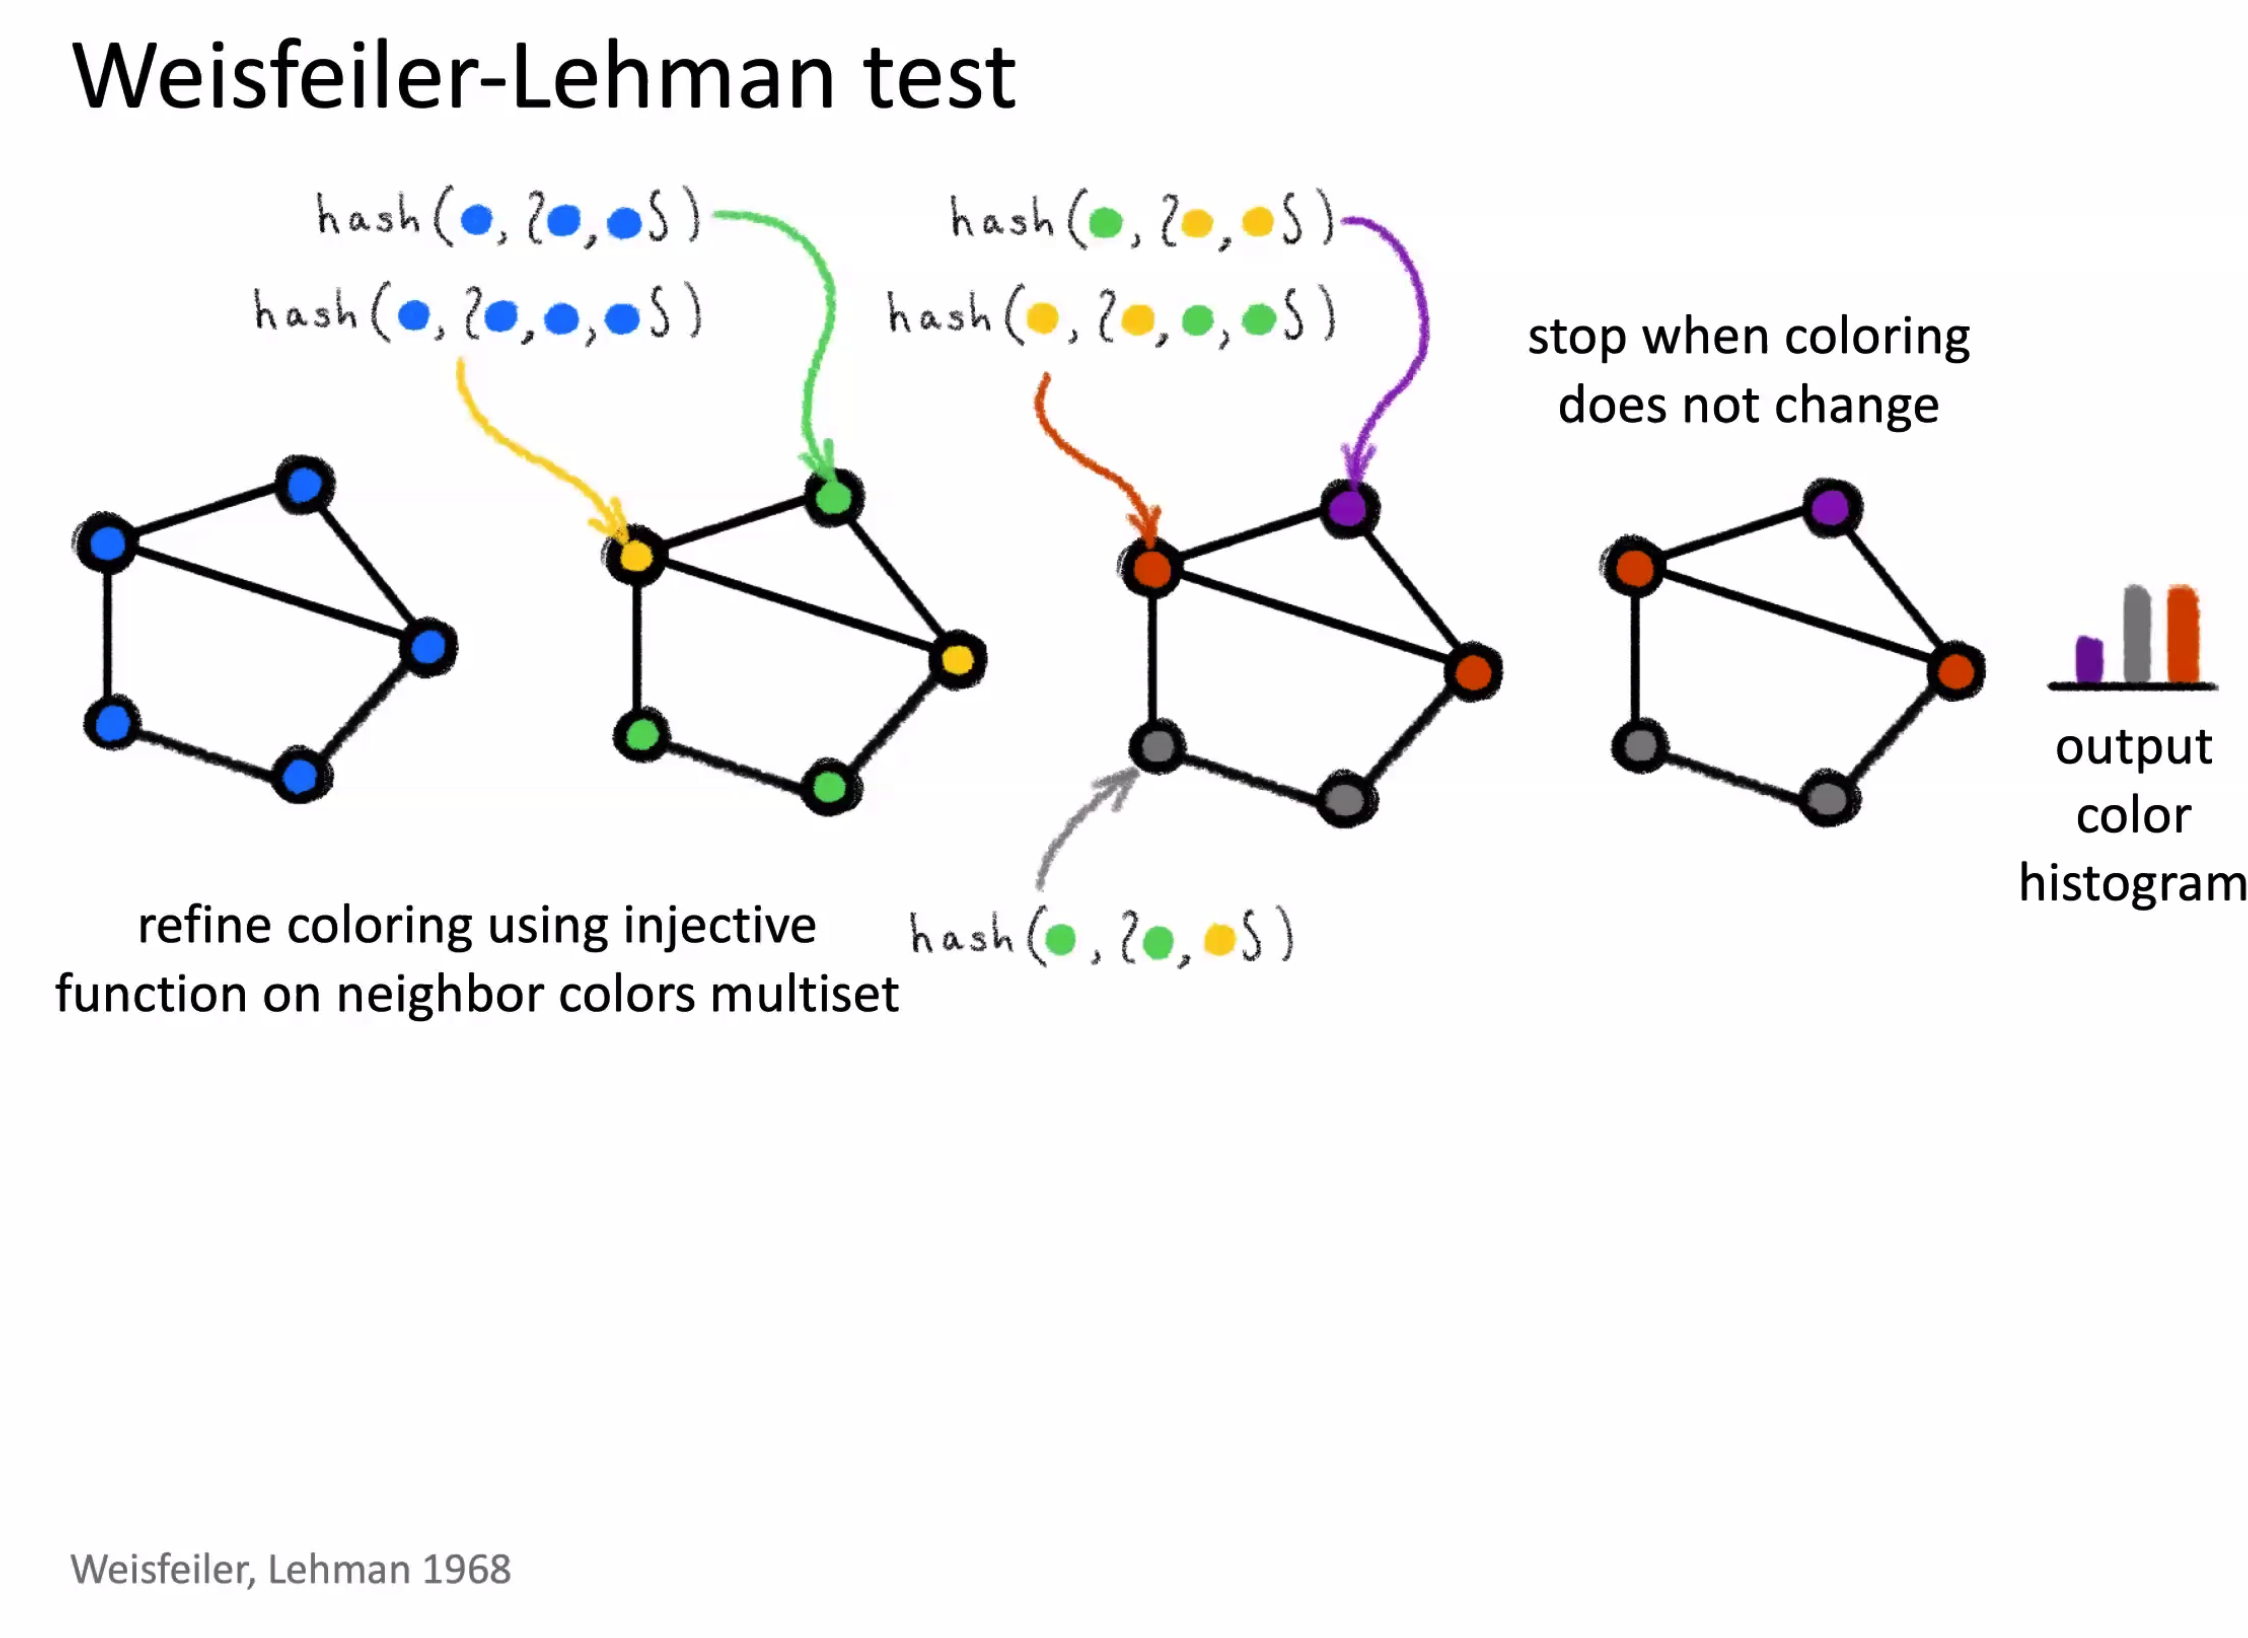 Weisfeiler-Lehman test
hash(●, {●, ●})
hash(●, {●, ●, ●})
hash(●, {●, ●})
hash(●, {●, ●, ●})
stop when coloring
does not change
output
color
histogram
refine coloring using injective
function on neighbor colors multiset
hash(●, {●, ●})
Weisfeiler, Lehman 1968